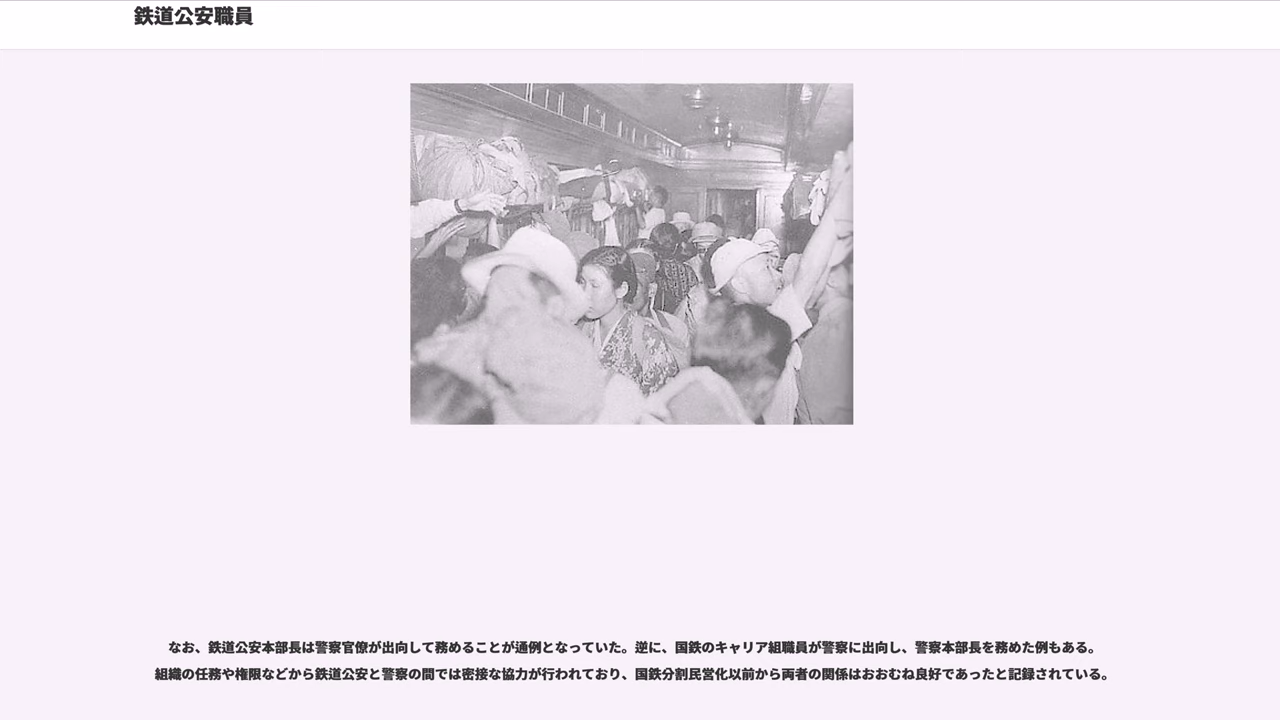 鉄道公安職員
なお、鉄道公安本部長は警察官僚が出向して務めることが通例となっていた。逆に、国鉄のキャリア組職員が警察に出向し、警察本部長を務めた例もある。
組織の任務や権限などから鉄道公安と警察の間では密接な協力が行われており、国鉄分割民営化以前から両者の関係はおおむね良好であったと記録されている。